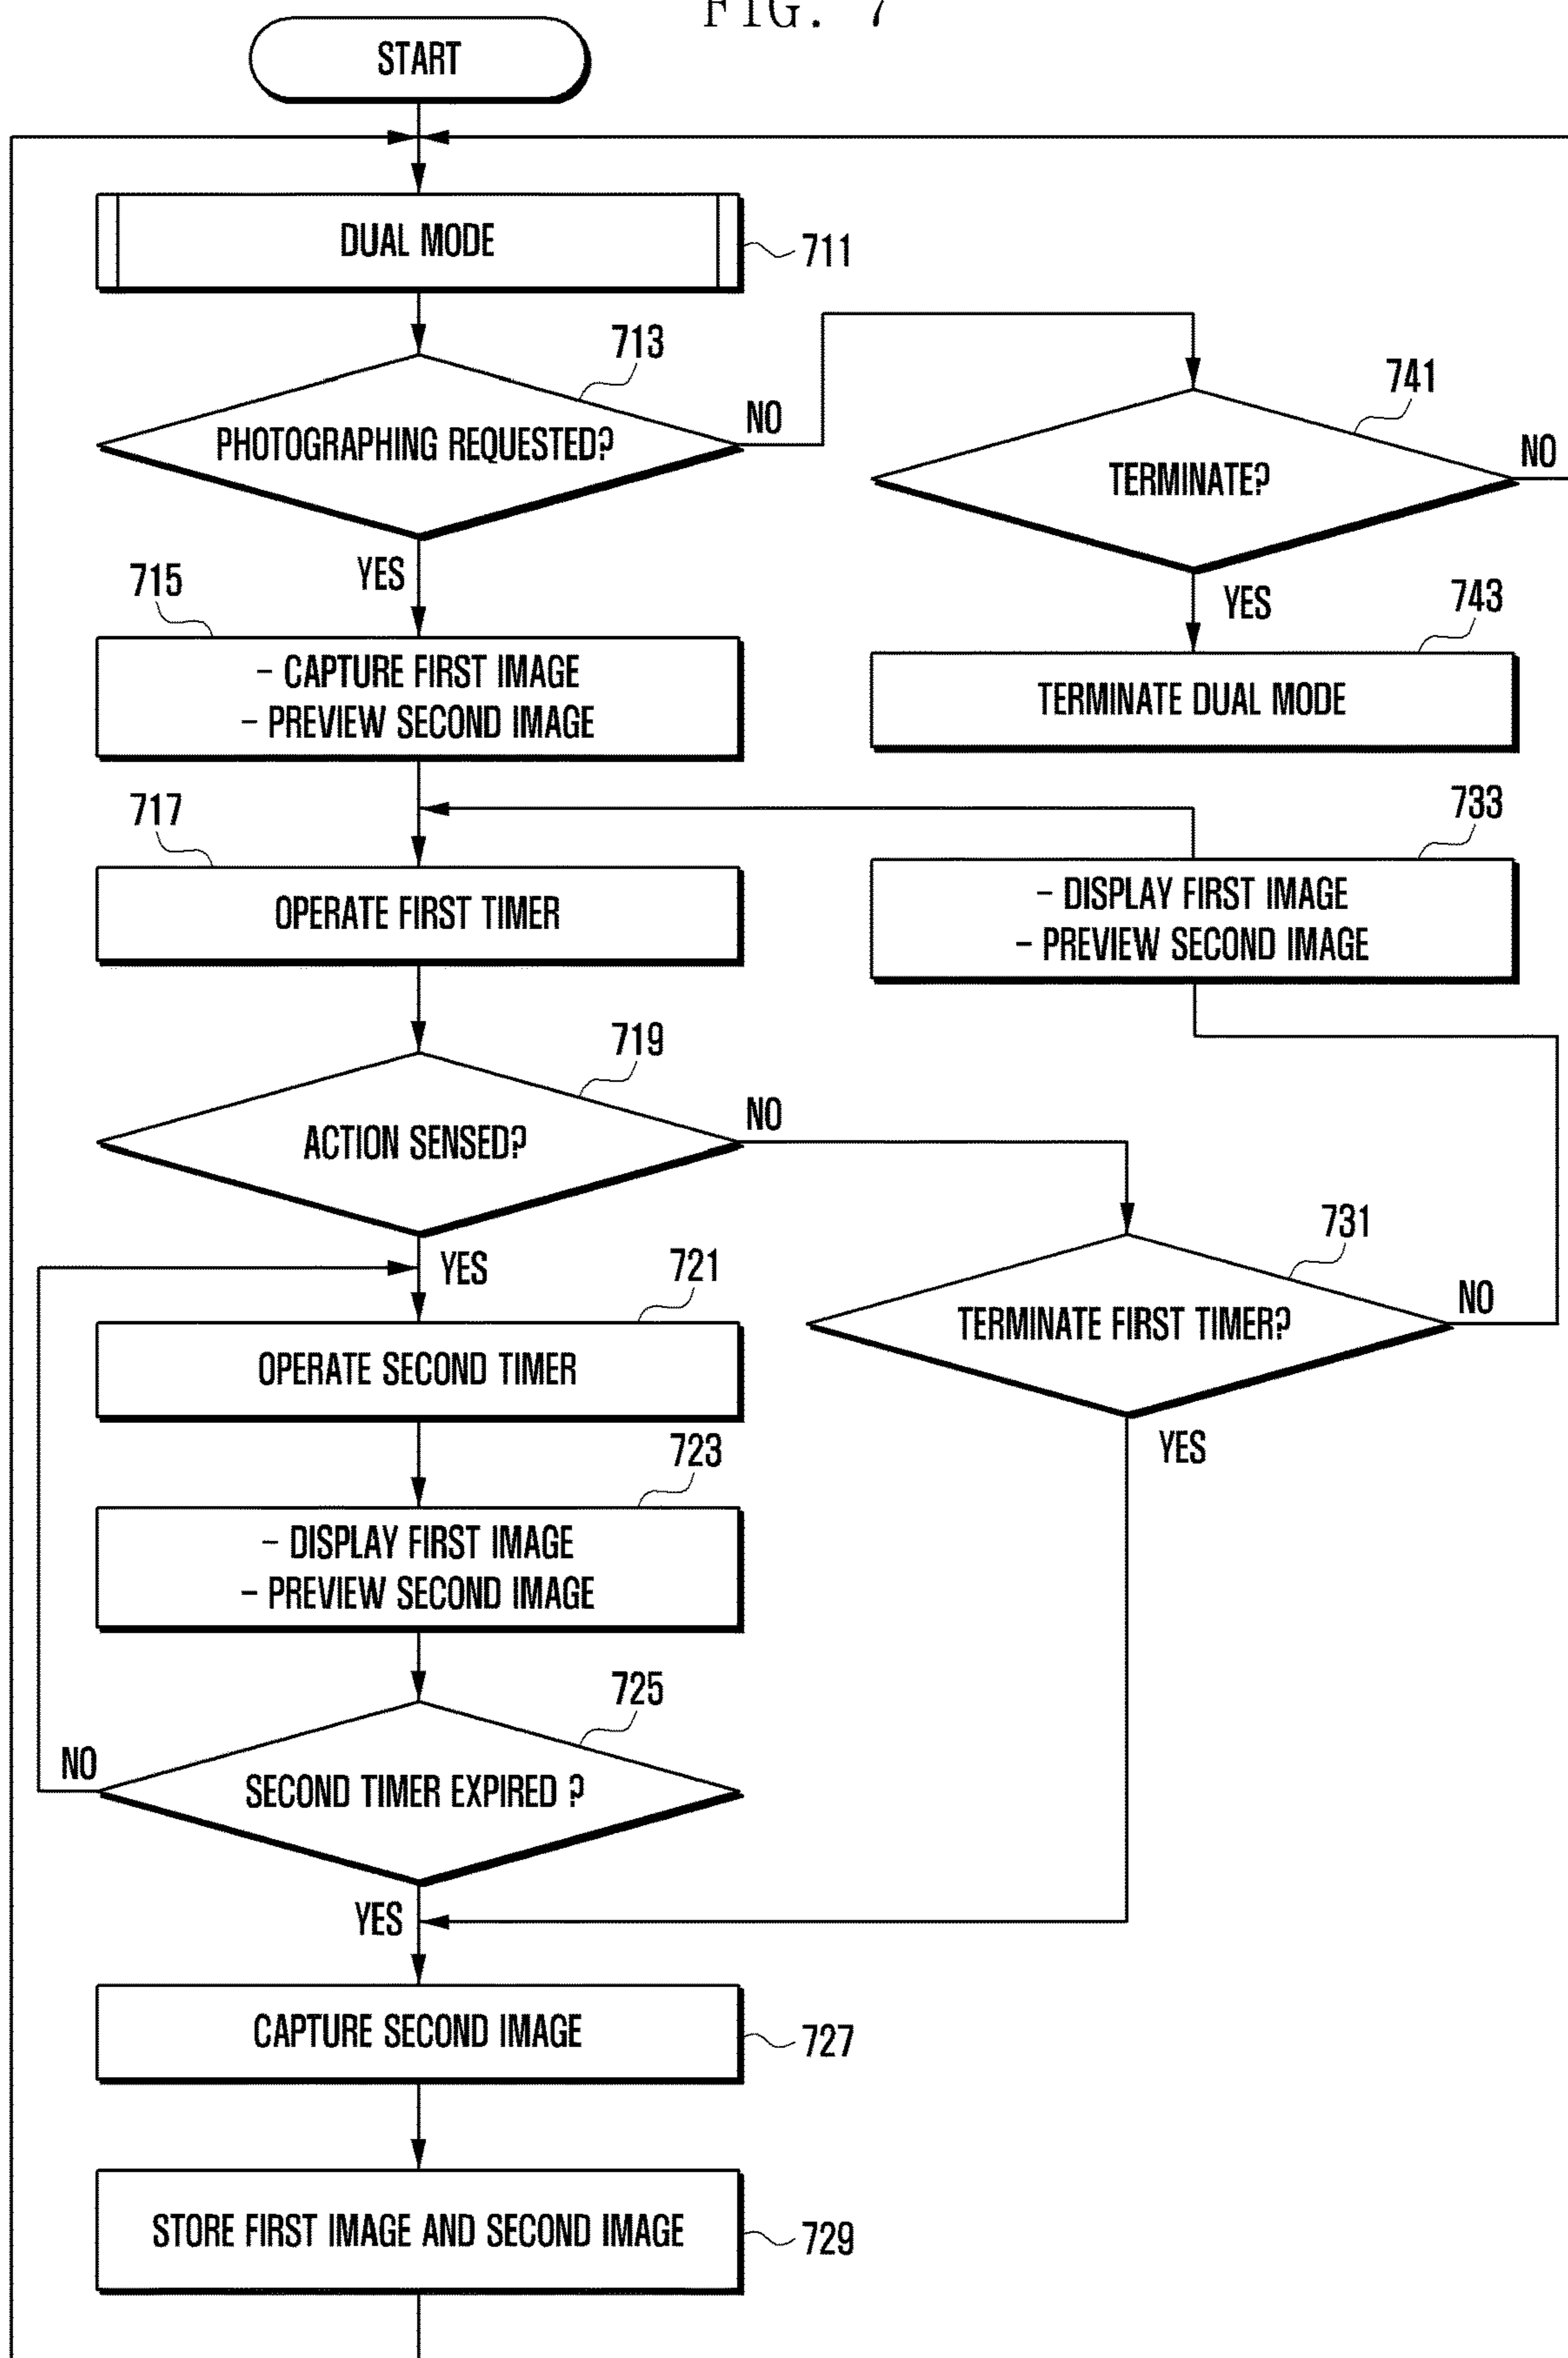 FIG. 7
START
DUAL MODE
711
713
PHOTOGRAPHING REQUESTED?
NO
741
TERMINATE?
NO
YES
715
- CAPTURE FIRST IMAGE
- PREVIEW SECOND IMAGE
YES
743
TERMINATE DUAL MODE
717
OPERATE FIRST TIMER
733
- DISPLAY FIRST IMAGE
- PREVIEW SECOND IMAGE
719
ACTION SENSED?
NO
YES
731
TERMINATE FIRST TIMER?
NO
YES
721
OPERATE SECOND TIMER
723
- DISPLAY FIRST IMAGE
- PREVIEW SECOND IMAGE
725
SECOND TIMER EXPIRED ?
NO
YES
CAPTURE SECOND IMAGE
727
STORE FIRST IMAGE AND SECOND IMAGE
729